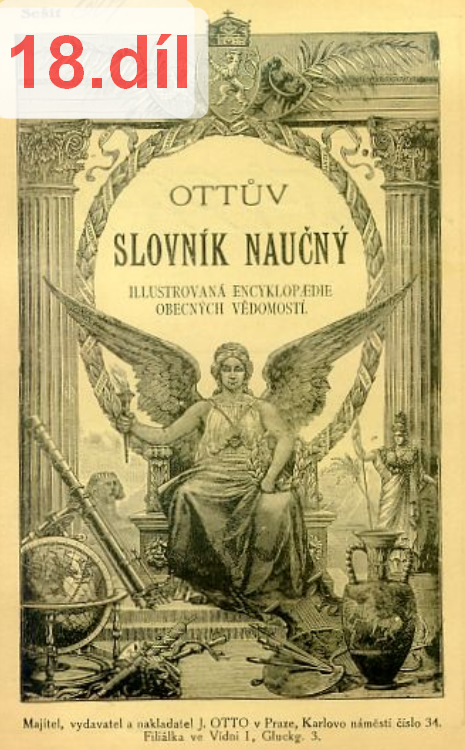 Sešit
18.díl
OTTŮV
SLOVNÍK NAUČNÝ
ILLUSTROVANÁ ENCYKLOPÆDIE
OBECNÝCH VĚDOMOSTÍ.
Majitel, vydavatel a nakladatel J. OTTO v Praze, Karlovo náměstí číslo 34.
Filiálka ve Vídni I, Gluckg. 3.